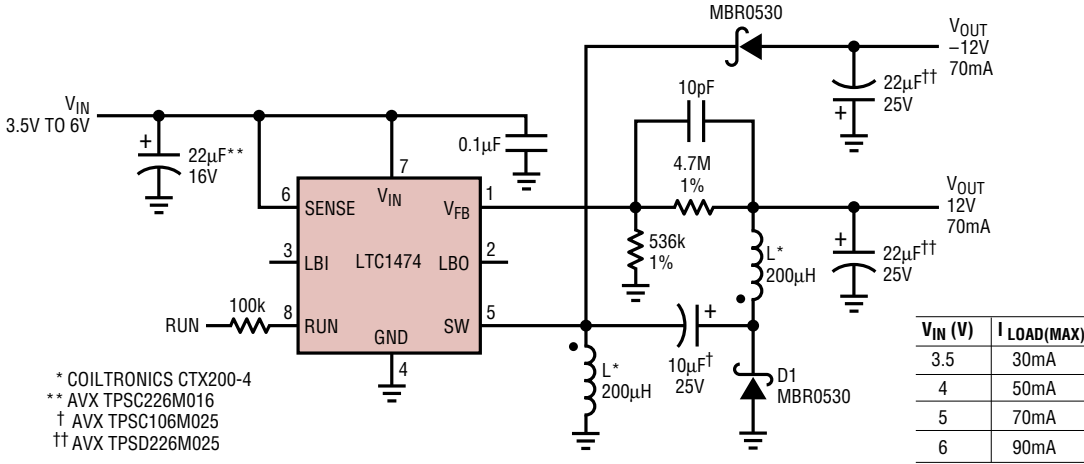 MBR0530
VOUT
–12V
70mA
22µF††
25V
+
10pF
VIN
3.5V TO 6V
+
22µF**
16V
0.1µF
4.7M
1%
7
VIN
6
SENSE
VFB
1
VOUT
12V
70mA
+
22µF††
25V
536k
1%
L*
200µH
3
LBI
LTC1474
LBO
2
100k
RUN
8
RUN
SW
5
GND
4
+
10µF†
25V
L*
200µH
D1
MBR0530
* COILTRONICS CTX200-4
** AVX TPSC226M016
† AVX TPSC106M025
†† AVX TPSD226M025
VIN (V) I LOAD(MAX)
3.5 30mA
4 50mA
5 70mA
6 90mA